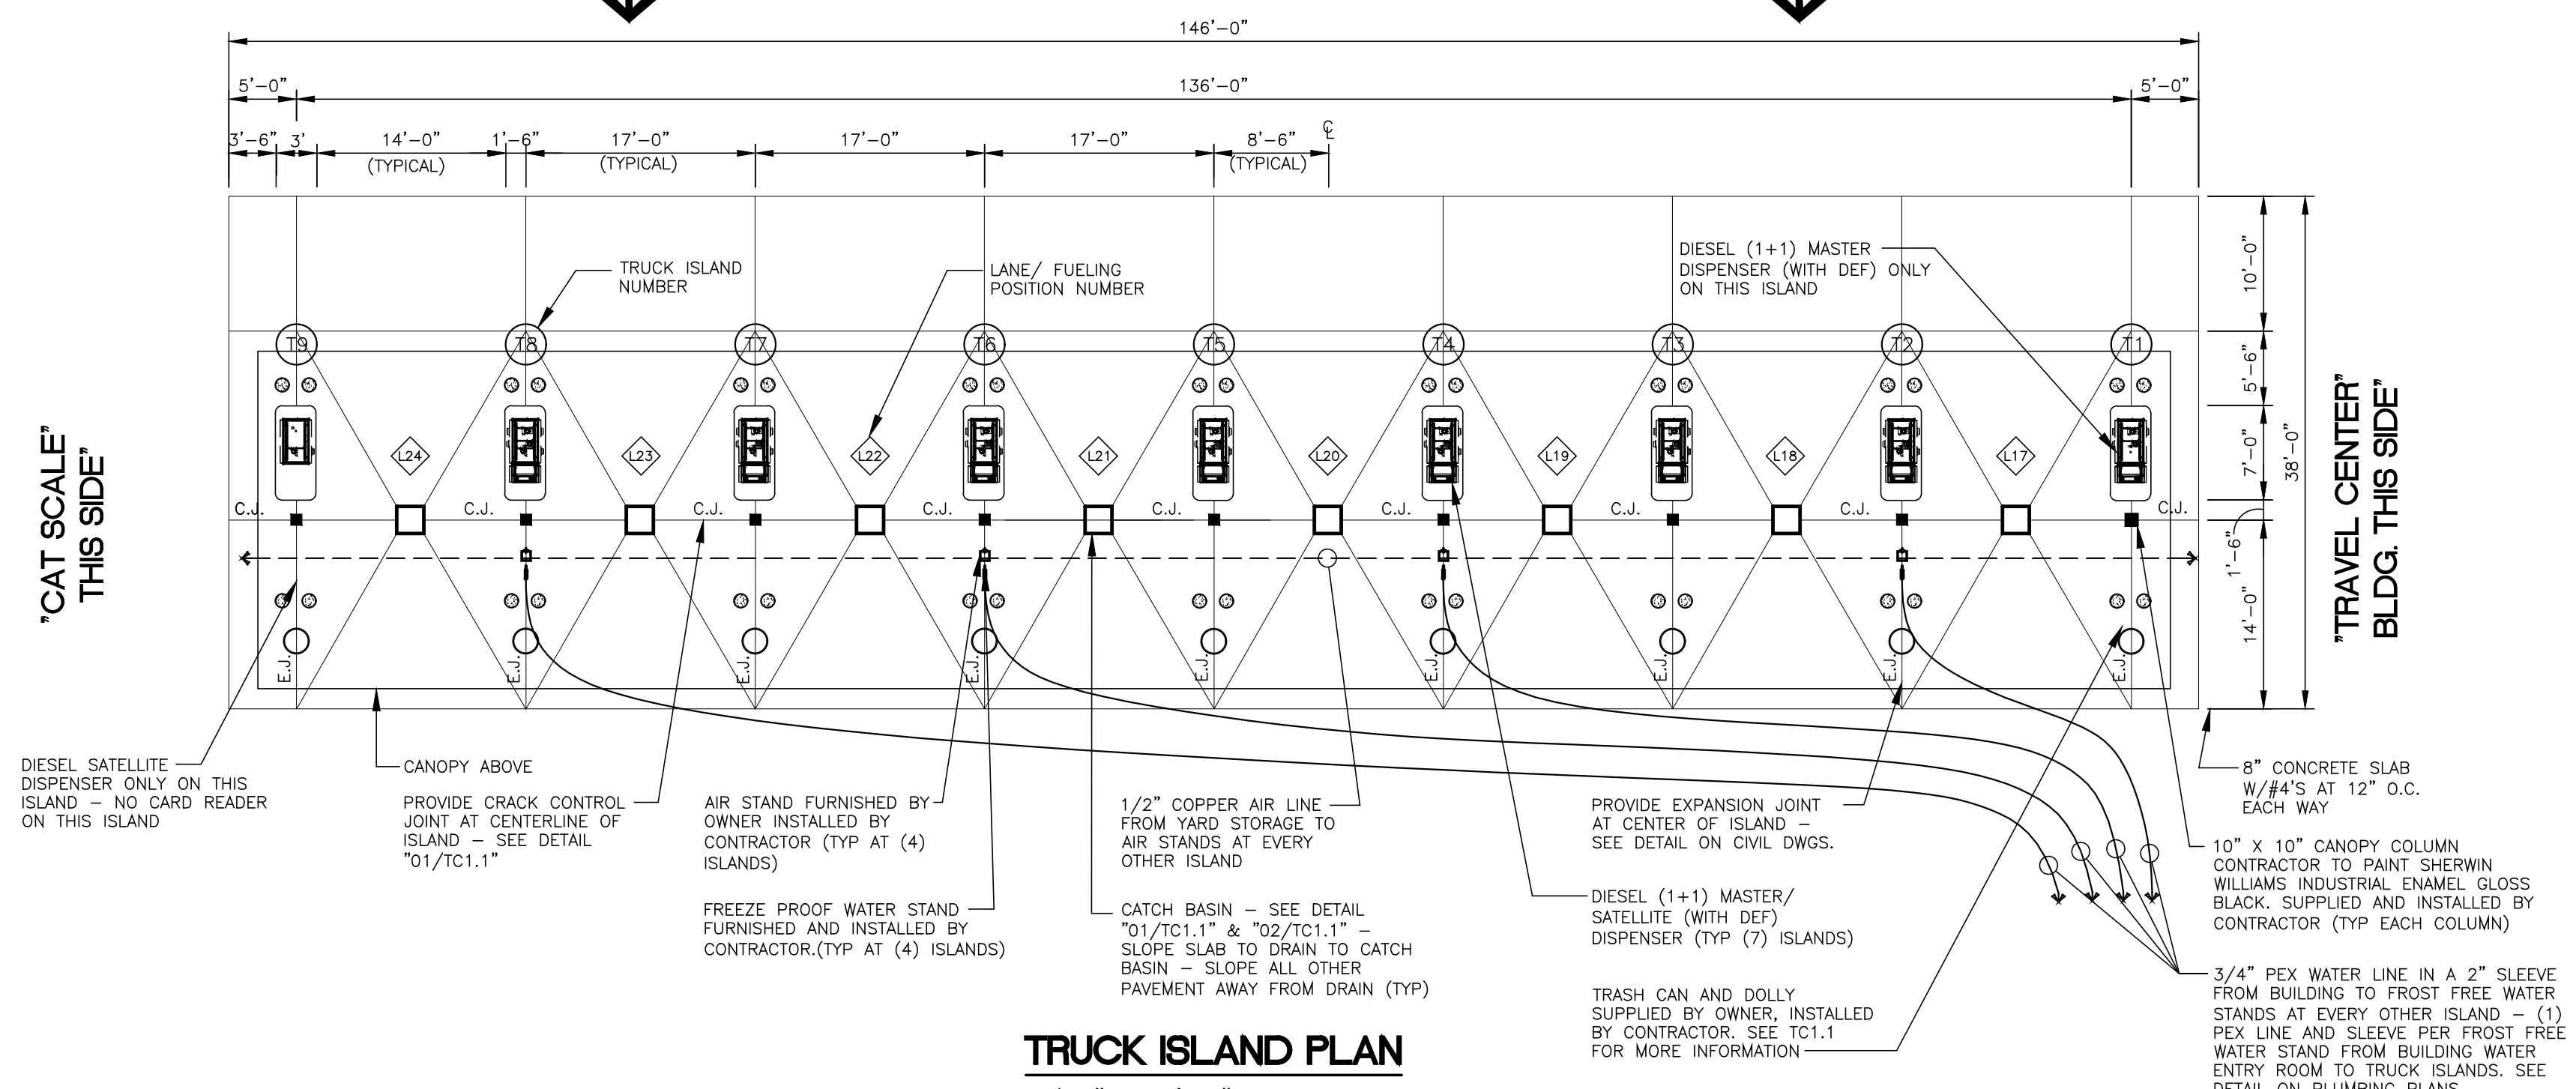 146'-0"
5'-0"
136'-0"
5'-0"
3'-6"
3'
14'-0"
(TYPICAL)
1'-6"
17'-0"
(TYPICAL)
17'-0"
17'-0"
8'-6"
(TYPICAL)
℄
TRUCK ISLAND
NUMBER
LANE/ FUELING
POSITION NUMBER
DIESEL (1+1) MASTER
DISPENSER (WITH DEF) ONLY
ON THIS ISLAND
10'-0"
5'-6"
7'-0"
1'-6"
14'-0"
38'-0"
T9
T8
T7
T6
T5
T4
T3
T2
T1
"CAT SCALE"
THIS SIDE"
"TRAVEL CENTER"
BLDG. THIS SIDE"
L24
L23
L22
L21
L20
L19
L18
L17
C.J.
C.J.
C.J.
C.J.
C.J.
C.J.
C.J.
C.J.
E.J.
E.J.
E.J.
E.J.
E.J.
E.J.
E.J.
E.J.
E.J.
DIESEL SATELLITE
DISPENSER ONLY ON THIS
ISLAND – NO CARD READER
ON THIS ISLAND
CANOPY ABOVE
PROVIDE CRACK CONTROL
JOINT AT CENTERLINE OF
ISLAND – SEE DETAIL
"01/TC1.1"
AIR STAND FURNISHED BY
OWNER INSTALLED BY
CONTRACTOR (TYP AT (4)
ISLANDS)
FREEZE PROOF WATER STAND
FURNISHED AND INSTALLED BY
CONTRACTOR.(TYP AT (4) ISLANDS)
1/2" COPPER AIR LINE
FROM YARD STORAGE TO
AIR STANDS AT EVERY
OTHER ISLAND
CATCH BASIN – SEE DETAIL
"01/TC1.1" & "02/TC1.1" –
SLOPE SLAB TO DRAIN TO CATCH
BASIN – SLOPE ALL OTHER
PAVEMENT AWAY FROM DRAIN (TYP)
PROVIDE EXPANSION JOINT
AT CENTER OF ISLAND –
SEE DETAIL ON CIVIL DWGS.
DIESEL (1+1) MASTER/
SATELLITE (WITH DEF)
DISPENSER (TYP (7) ISLANDS)
TRASH CAN AND DOLLY
SUPPLIED BY OWNER, INSTALLED
BY CONTRACTOR. SEE TC1.1
FOR MORE INFORMATION
8" CONCRETE SLAB
W/#4'S AT 12" O.C.
EACH WAY
10" X 10" CANOPY COLUMN
CONTRACTOR TO PAINT SHERWIN
WILLIAMS INDUSTRIAL ENAMEL GLOSS
BLACK. SUPPLIED AND INSTALLED BY
CONTRACTOR (TYP EACH COLUMN)
3/4" PEX WATER LINE IN A 2" SLEEVE
FROM BUILDING TO FROST FREE WATER
STANDS AT EVERY OTHER ISLAND – (1)
PEX LINE AND SLEEVE PER FROST FREE
WATER STAND FROM BUILDING WATER
ENTRY ROOM TO TRUCK ISLANDS. SEE
DETAIL ON PLUMBING PLANS
TRUCK ISLAND PLAN